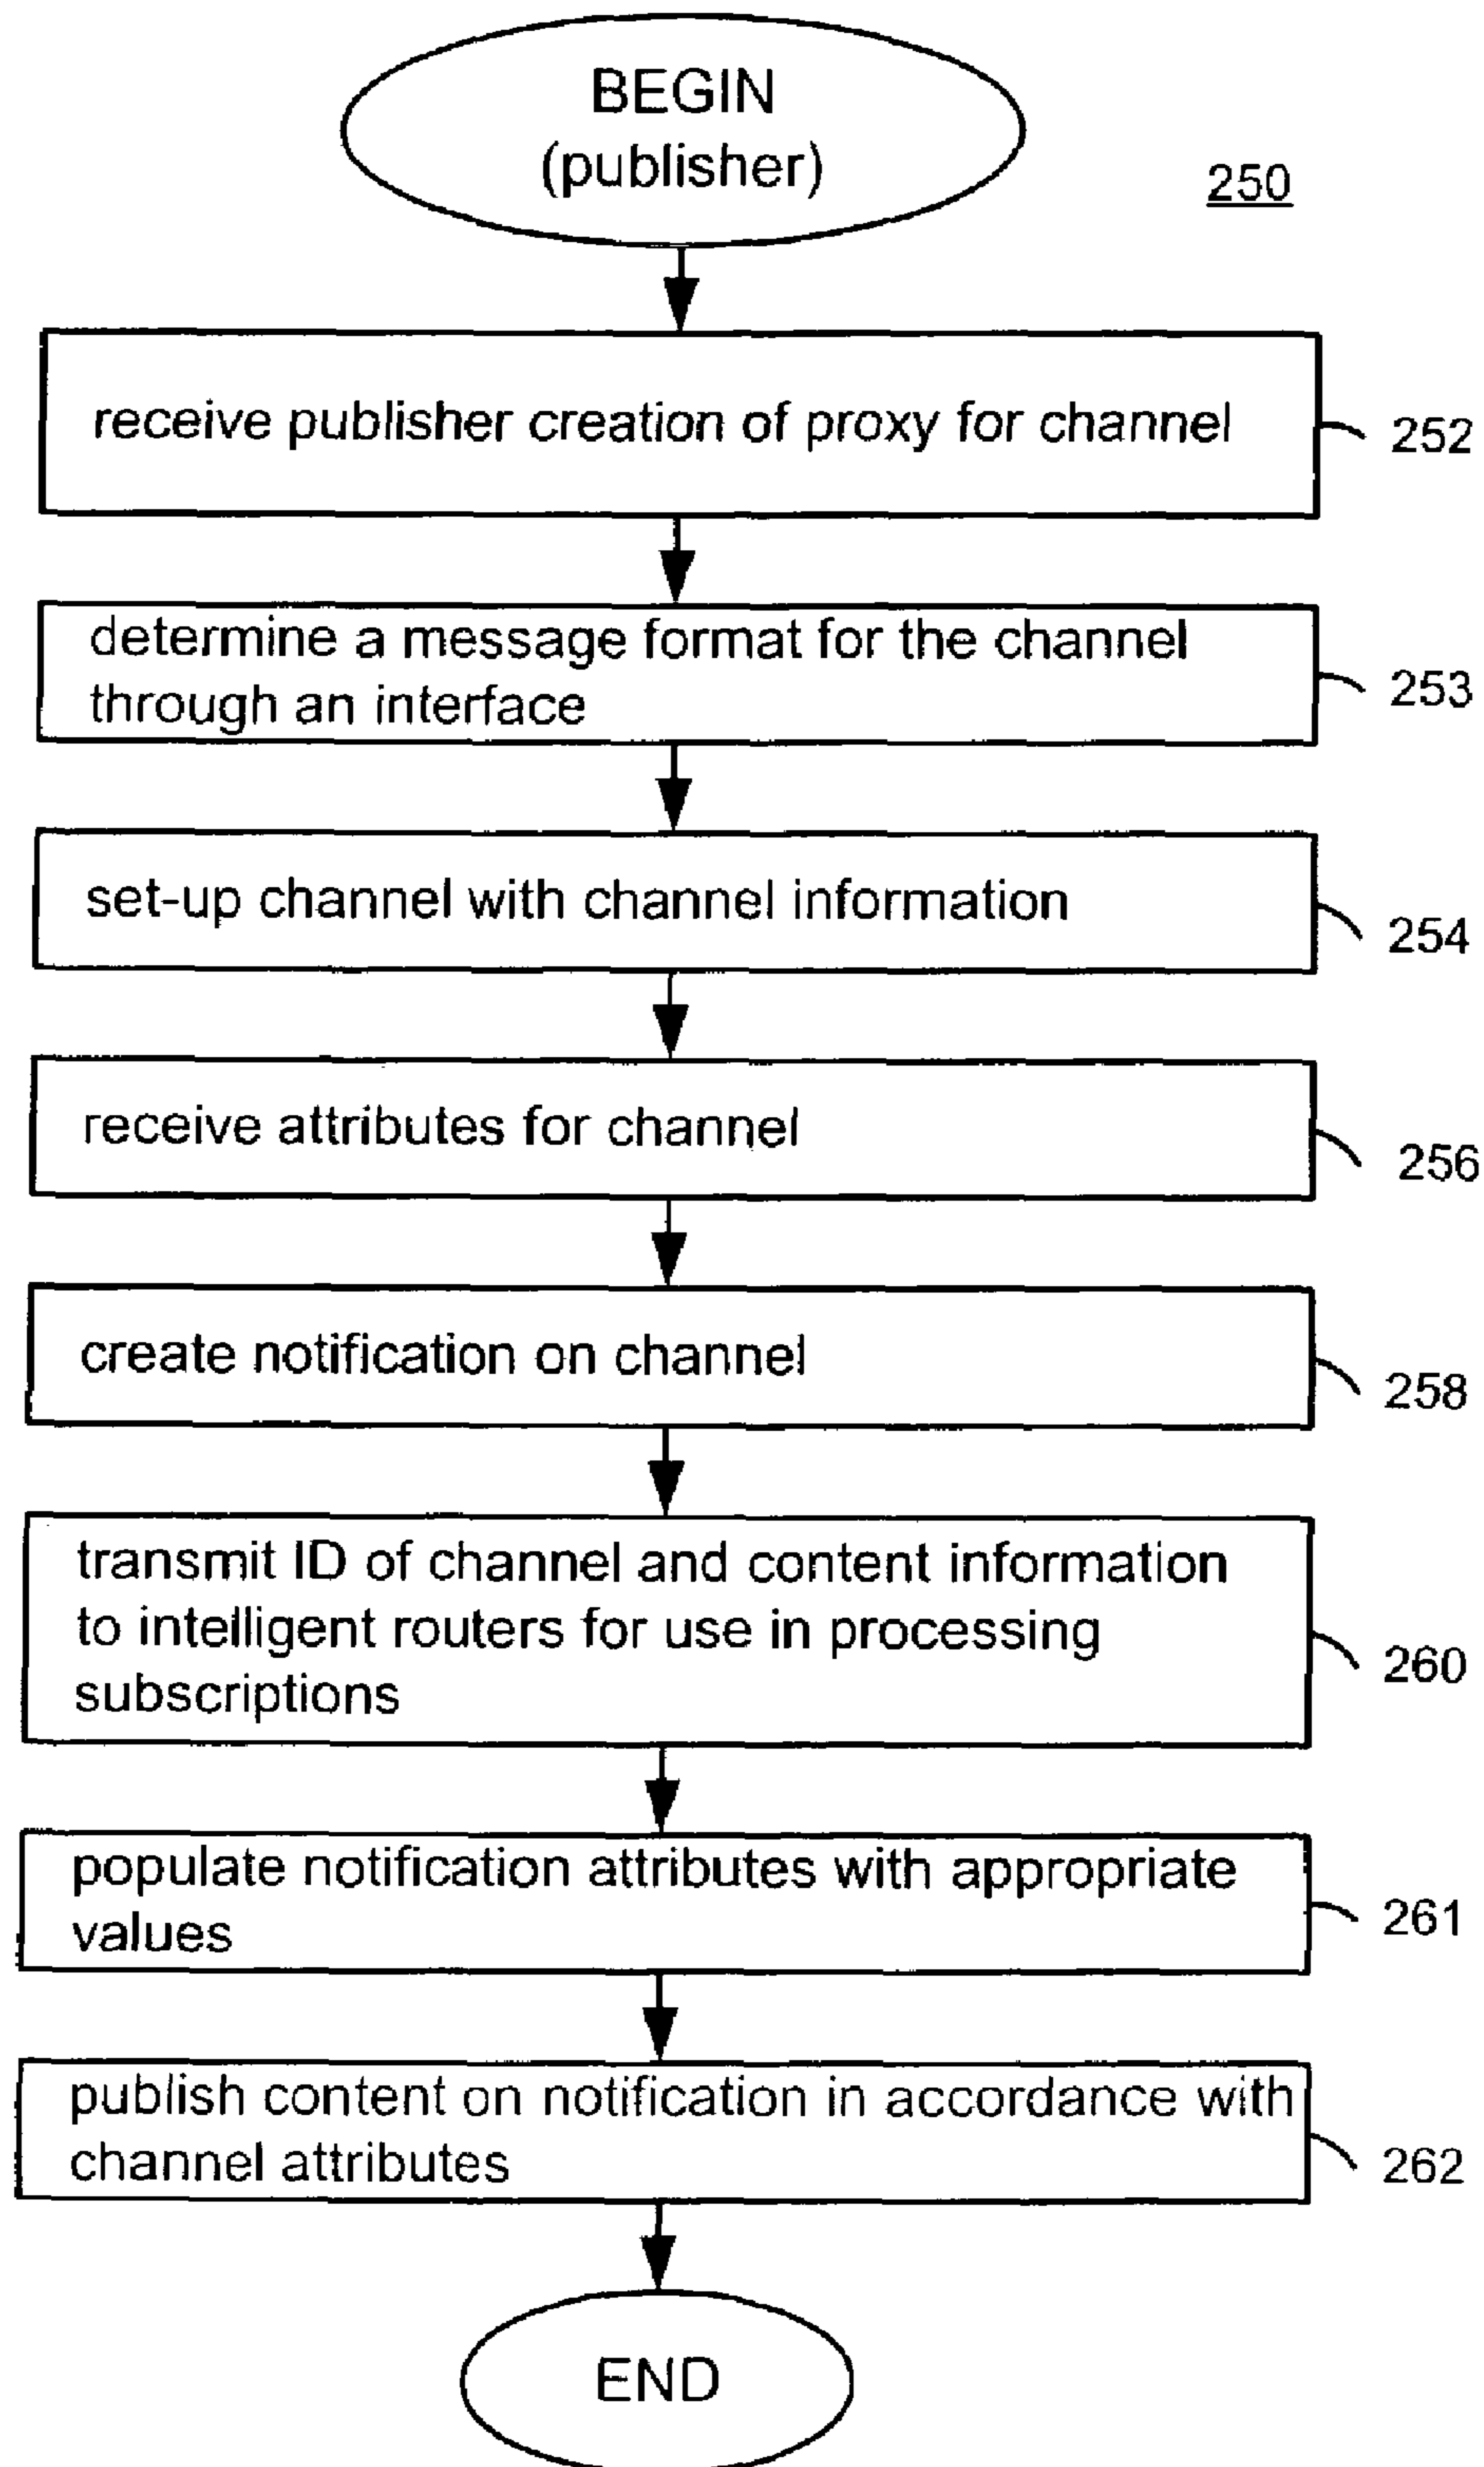 BEGIN
(publisher)
250
receive publisher creation of proxy for channel
252
determine a message format for the channel
through an interface
253
set-up channel with channel information
254
receive attributes for channel
256
create notification on channel
258
transmit ID of channel and content information
to intelligent routers for use in processing
subscriptions
260
populate notification attributes with appropriate
values
261
publish content on notification in accordance with
channel attributes
262
END